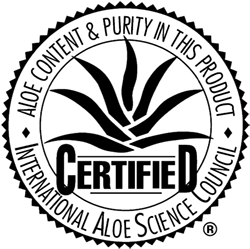 ALOE CONTENT & PURITY IN THIS PRODUCT
CERTIFIED
· INTERNATIONAL ALOE SCIENCE COUNCIL ·
®